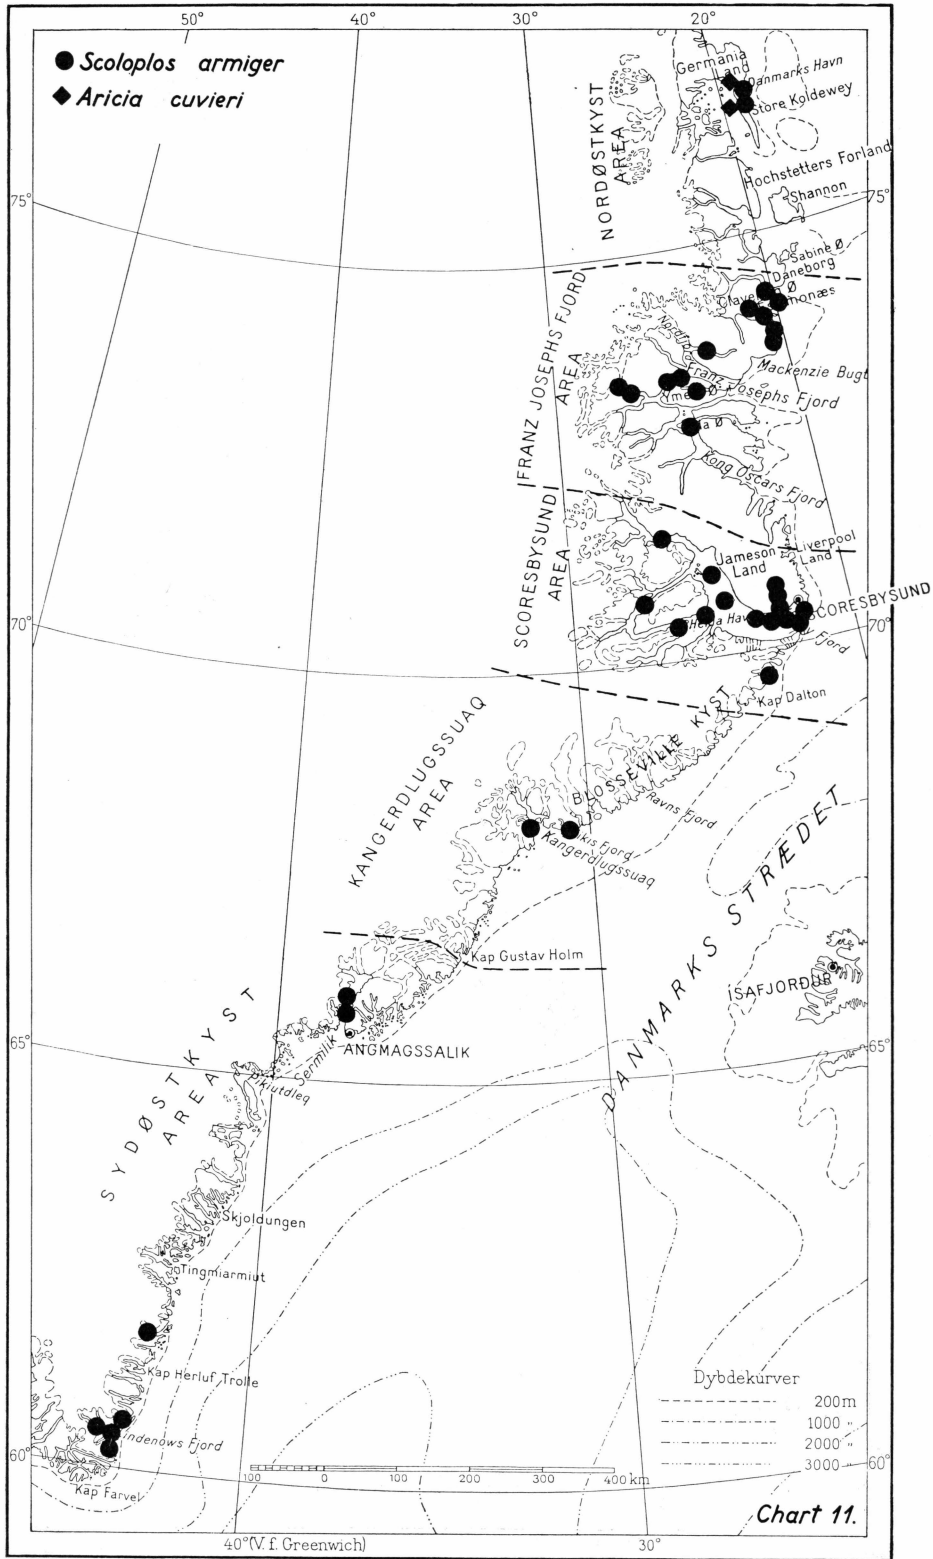 50° 40° 30° 20°
Scoloplos armiger
Aricia cuvieri
Germania
Land
Danmarks Havn
Store Koldewey
NORDØSTKYST
AREA
Hochstetters Forland
Shannon
75° 75°
Sabine Ø
Daneborg
Mackenzie Bugt
FRANZ JOSEPHS FJORD
AREA
Franz Josephs Fjord
Kong Oscars Fjord
SCORESBYSUND
AREA
Liverpool
Land
Jameson
Land
SCORESBYSUND
70° 70°
Fjord
Kap Dalton
BLOSSEVILLE KYST
KANGERDLUGSSUAQ
AREA
Ravns Fjord
Kangerdlugssuaq
DANMARKS STRÆDET
Kap Gustav Holm
ISAFJORÐUR
SYDØSTKYST
AREA
Sermilik
ANGMAGSSALIK
65° 65°
Skjoldungen
Tingmiarmiut
Kap Herluf Trolle
Dybdekurver
200m
1000 "
2000 "
3000 "
indenows Fjord
60° 60°
100 0 100 200 300 400 km
Kap Farvel
Chart 11.
40° (V. f. Greenwich) 30°